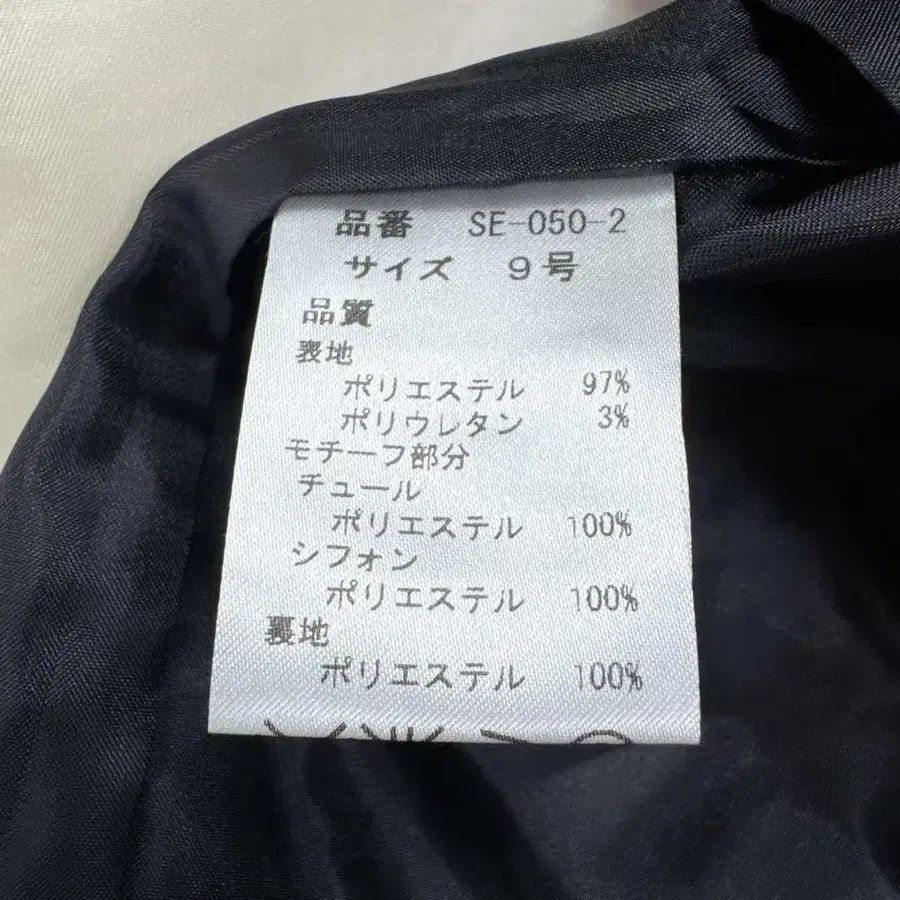 品番 SE-050-2
サイズ 9号
品質
表地
ポリエステル 97%
ポリウレタン 3%
モチーフ部分
チュール
ポリエステル 100%
シフォン
ポリエステル 100%
裏地
ポリエステル 100%